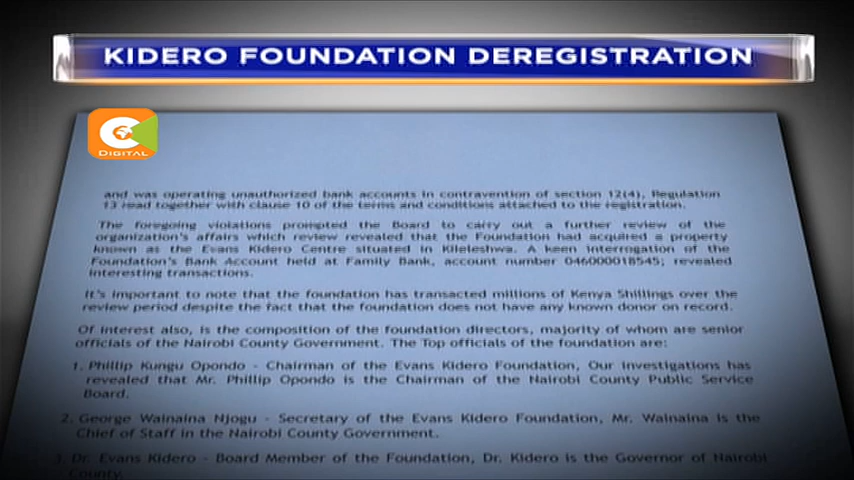 KIDERO FOUNDATION DEREGISTRATION
C
DIGITAL
and was operating unauthorized bank accounts in contravention of section 12(4), Regulation
13 read together with clause 10 of the terms and conditions attached to the registration.
The foregoing violations prompted the Board to carry out a further review of the
organization's affairs which review revealed that the Foundation had acquired a property
known as the Evans Kidero Centre situated in Kileleshwa. A keen interrogation of the
Foundation's Bank Account held at Family Bank, account number 046000018545; revealed
interesting transactions.
It's important to note that the foundation has transacted millions of Kenya Shillings over the
review period despite the fact that the foundation does not have any known donor on record.
Of interest also, is the composition of the foundation directors, majority of whom are senior
officials of the Nairobi County Government. The Top officials of the foundation are:
1. Phillip Kungu Opondo - Chairman of the Evans Kidero Foundation, Our investigations has
revealed that Mr. Phillip Opondo is the Chairman of the Nairobi County Public Service
Board.
2. George Wainaina Njogu - Secretary of the Evans Kidero Foundation, Mr. Wainaina is the
Chief of Staff in the Nairobi County Government.
3. Dr. Evans Kidero - Board Member of the Foundation, Dr. Kidero is the Governor of Nairobi
County.